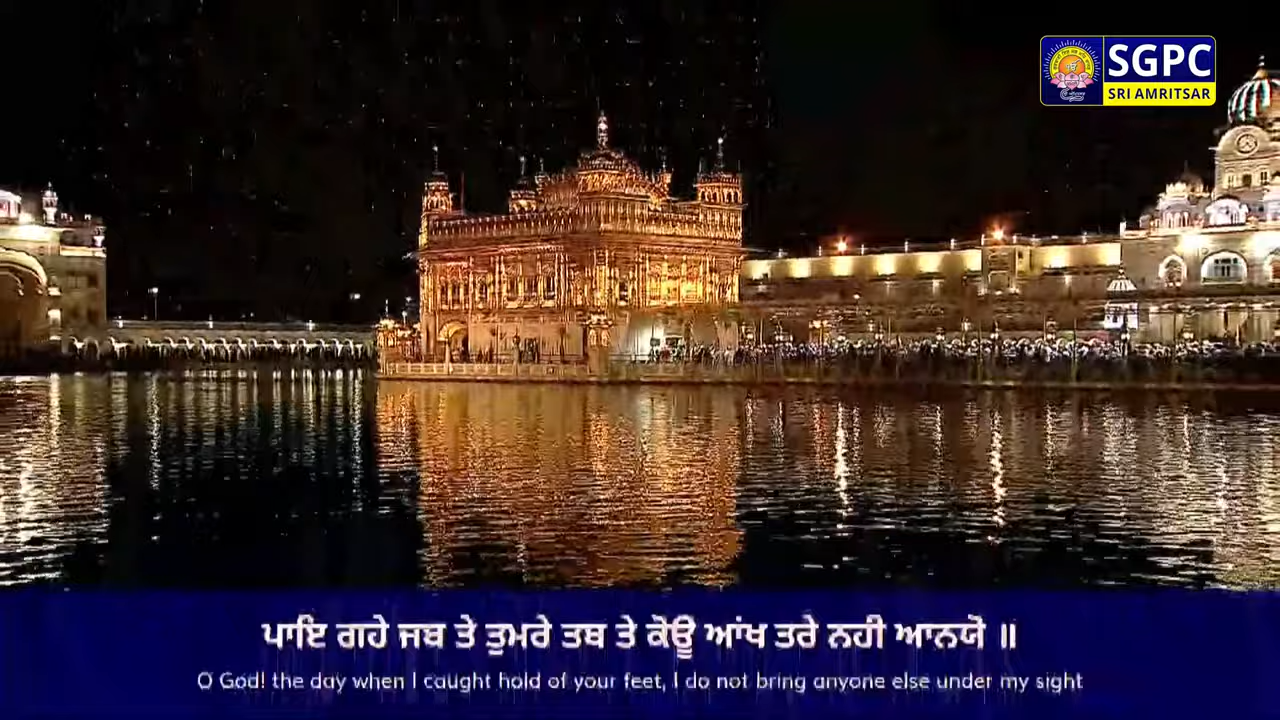 SGPC
SRI AMRITSAR
ਪਾਇ ਗਹੇ ਜਬ ਤੇ ਤੁਮਰੇ ਤਬ ਤੇ ਕੋਊ ਆਂਖ ਤਰੇ ਨਹੀ ਆਨਯੋ ॥
O God! the day when I caught hold of your feet, I do not bring anyone else under my sight